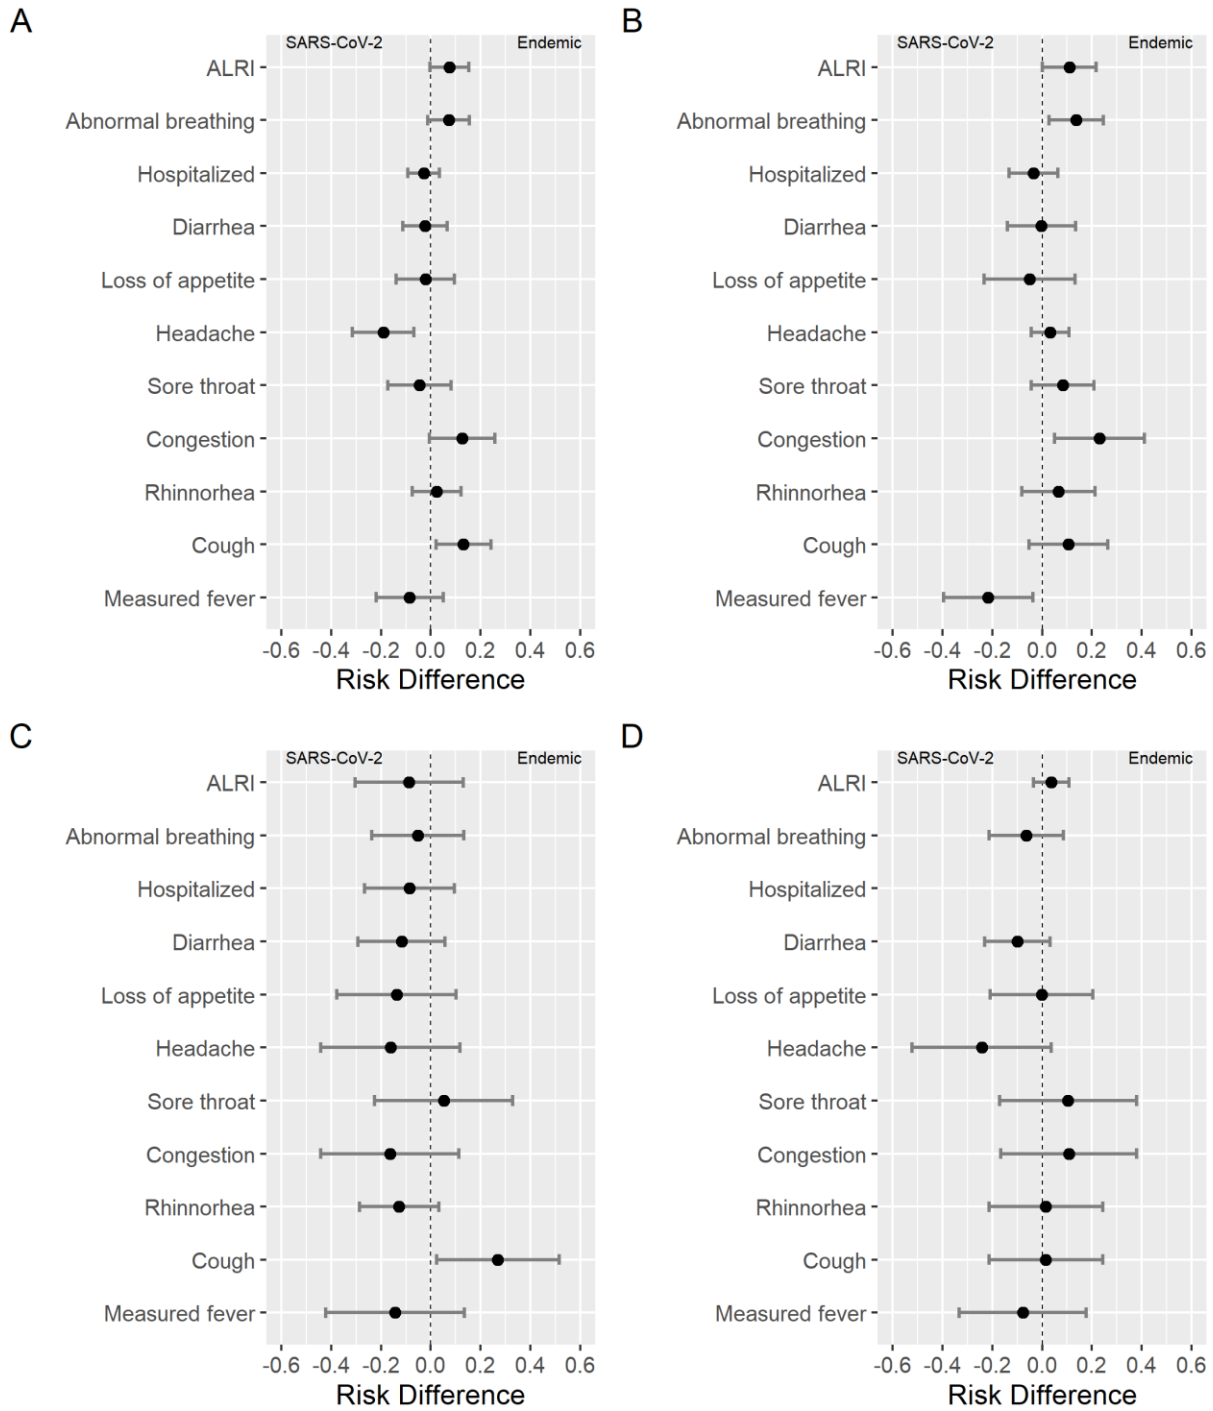 A
SARS-CoV-2 Endemic
ALRI
Abnormal breathing
Hospitalized
Diarrhea
Loss of appetite
Headache
Sore throat
Congestion
Rhinnorhea
Cough
Measured fever
-0.6 -0.4 -0.2 0.0 0.2 0.4 0.6
Risk Difference
B
SARS-CoV-2 Endemic
ALRI
Abnormal breathing
Hospitalized
Diarrhea
Loss of appetite
Headache
Sore throat
Congestion
Rhinnorhea
Cough
Measured fever
-0.6 -0.4 -0.2 0.0 0.2 0.4 0.6
Risk Difference
C
SARS-CoV-2 Endemic
ALRI
Abnormal breathing
Hospitalized
Diarrhea
Loss of appetite
Headache
Sore throat
Congestion
Rhinnorhea
Cough
Measured fever
-0.6 -0.4 -0.2 0.0 0.2 0.4 0.6
Risk Difference
D
SARS-CoV-2 Endemic
ALRI
Abnormal breathing
Hospitalized
Diarrhea
Loss of appetite
Headache
Sore throat
Congestion
Rhinnorhea
Cough
Measured fever
-0.6 -0.4 -0.2 0.0 0.2 0.4 0.6
Risk Difference